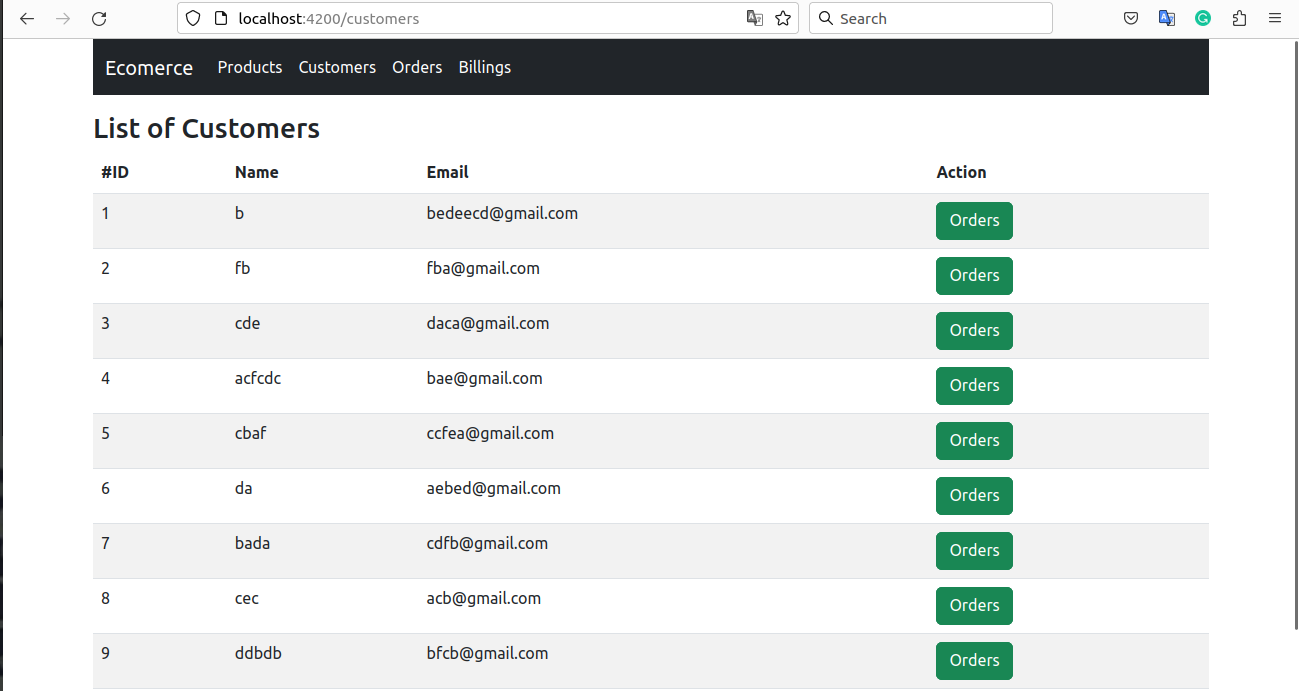 localhost:4200/customers Search
Ecomerce Products Customers Orders Billings
List of Customers
#ID Name Email Action
1 b bedeecd@gmail.com Orders
2 fb fba@gmail.com Orders
3 cde daca@gmail.com Orders
4 acfcdc bae@gmail.com Orders
5 cbaf ccfea@gmail.com Orders
6 da aebed@gmail.com Orders
7 bada cdfb@gmail.com Orders
8 cec acb@gmail.com Orders
9 ddbdb bfcb@gmail.com Orders